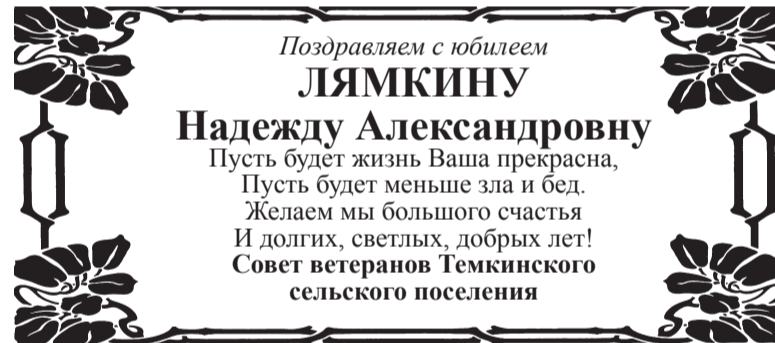 Поздравляем с юбилеем
ЛЯМКИНУ
Надежду Александровну
Пусть будет жизнь Ваша прекрасна,
Пусть будет меньше зла и бед.
Желаем мы большого счастья
И долгих, светлых, добрых лет!
Совет ветеранов Темкинского
сельского поселения